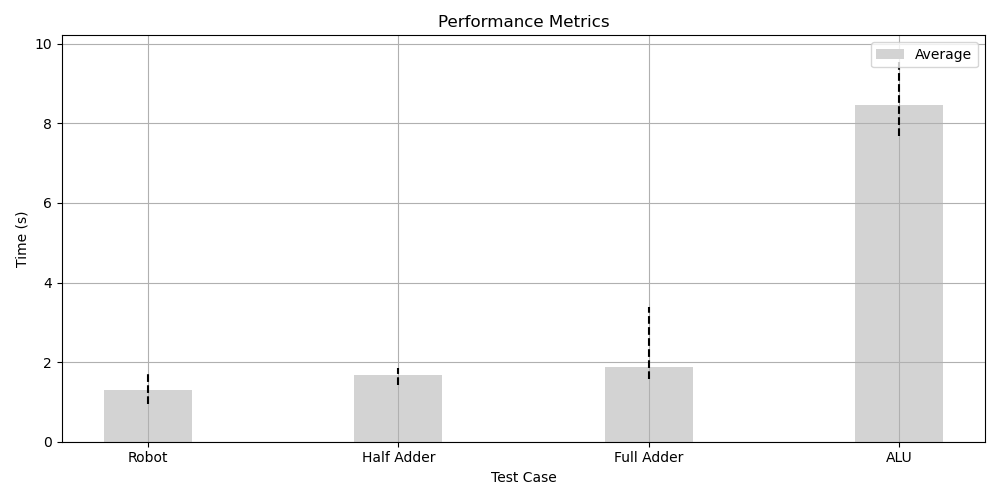 Performance Metrics
Average
10
8
6
4
2
0
Time (s)
Robot
Half Adder
Full Adder
ALU
Test Case